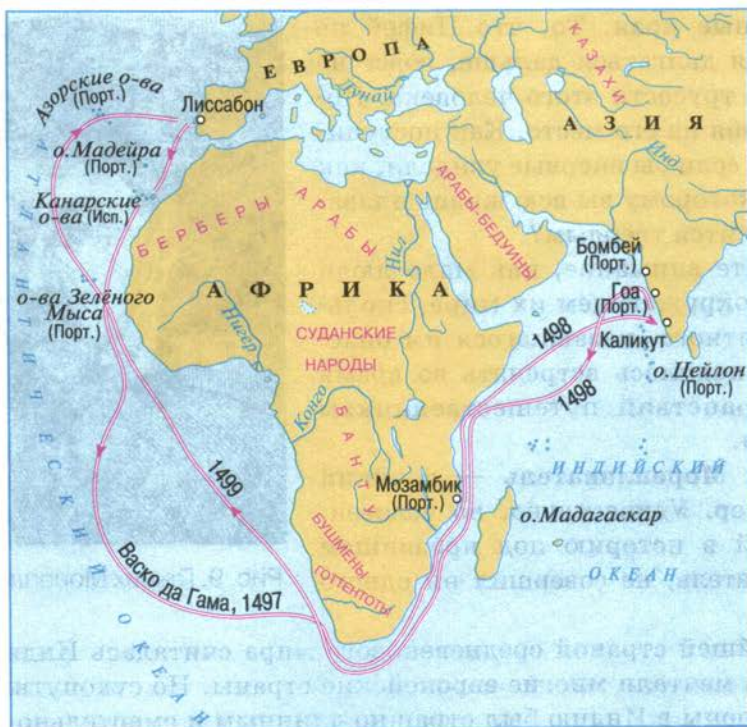 ЕВРОПА
КАЗАХИ
АЗИЯ
Азорские о-ва
(Порт.)
Лиссабон
Дунай
о.Мадейра
(Порт.)
Канарские
о-ва (Исп.)
БЕРБЕРЫ
АРАБЫ
АРАБЫ-БЕДУИНЫ
Инд
Нил
Бомбей
(Порт.)
Гоа
(Порт.)
Каликут
о.Цейлон
(Порт.)
о-ва Зелёного
Мыса
(Порт.)
АФРИКА
Нигер
СУДАНСКИЕ
НАРОДЫ
1498
1498
Конго
БАНТУ
АТЛАНТИЧЕСКИЙ ОКЕАН
ИНДИЙСКИЙ
ОКЕАН
1499
Мозамбик
(Порт.)
о.Мадагаскар
БУШМЕНЫ
ГОТТЕНТОТЫ
Васко да Гама, 1497